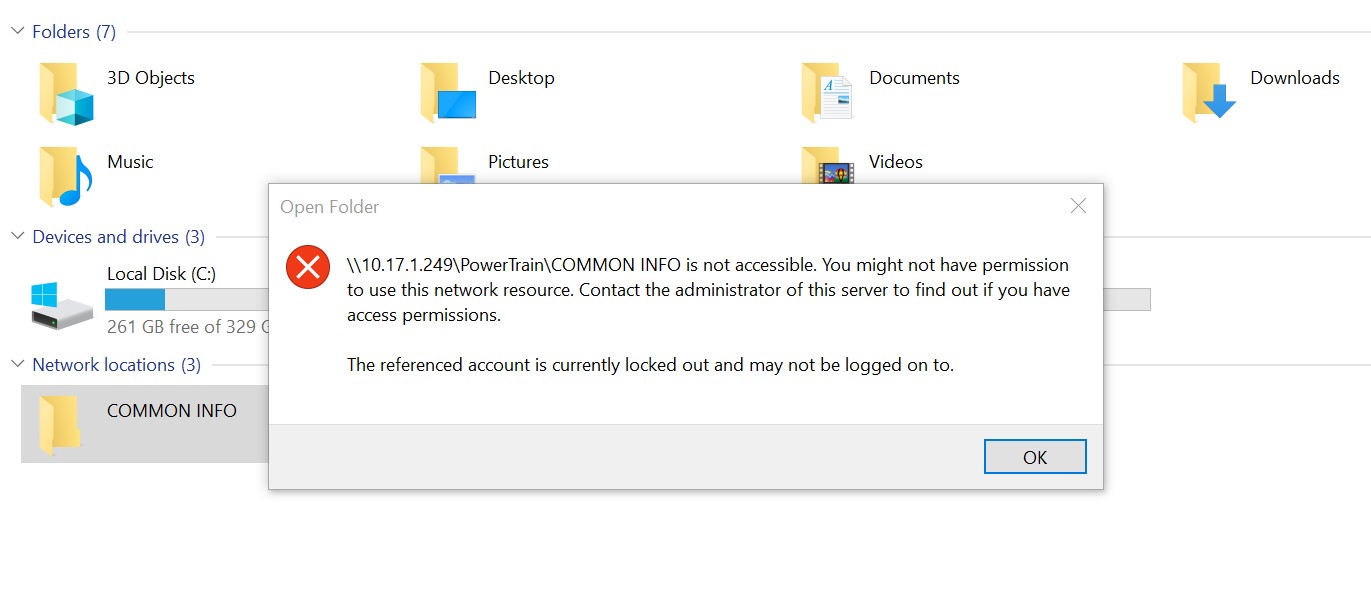 Folders (7)
3D Objects
Desktop
Documents
Downloads
Music
Pictures
Videos
Open Folder
\\10.17.1.249\PowerTrain\COMMON INFO is not accessible. You might not have permission
to use this network resource. Contact the administrator of this server to find out if you have
access permissions.
The referenced account is currently locked out and may not be logged on to.
OK
Devices and drives (3)
Local Disk (C:)
261 GB free of 329 G
Network locations (3)
COMMON INFO